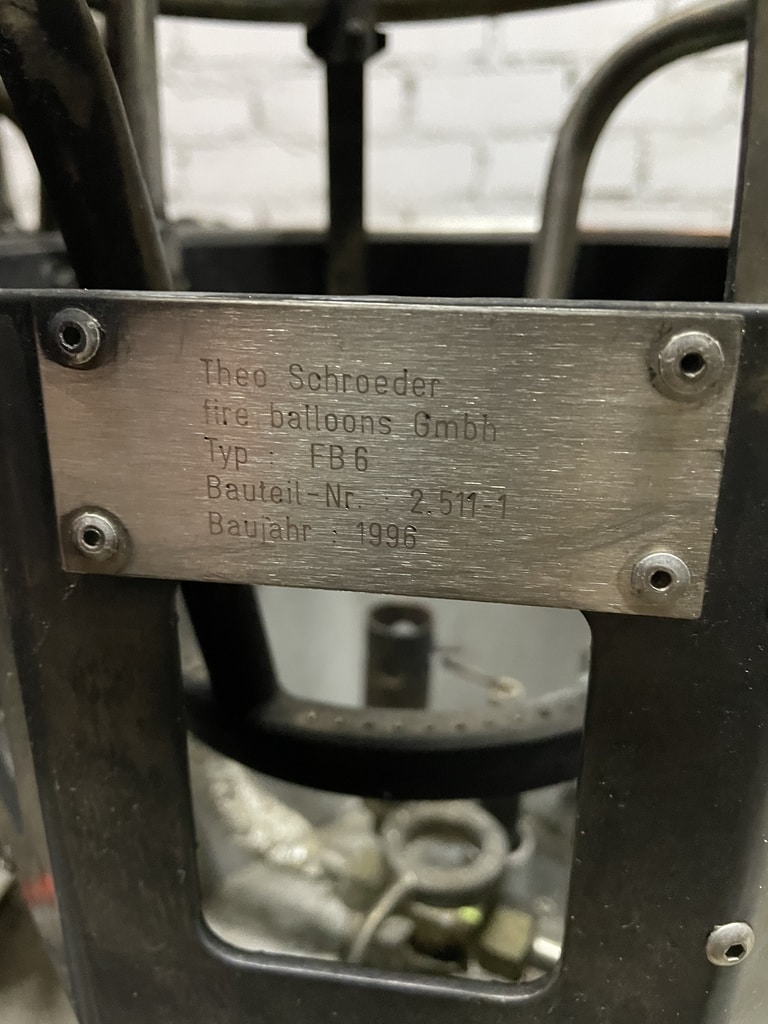 Theo Schroeder
fire balloons Gmbh
Typ : FB6
Bauteil-Nr. : 2.511-1
Baujahr : 1996